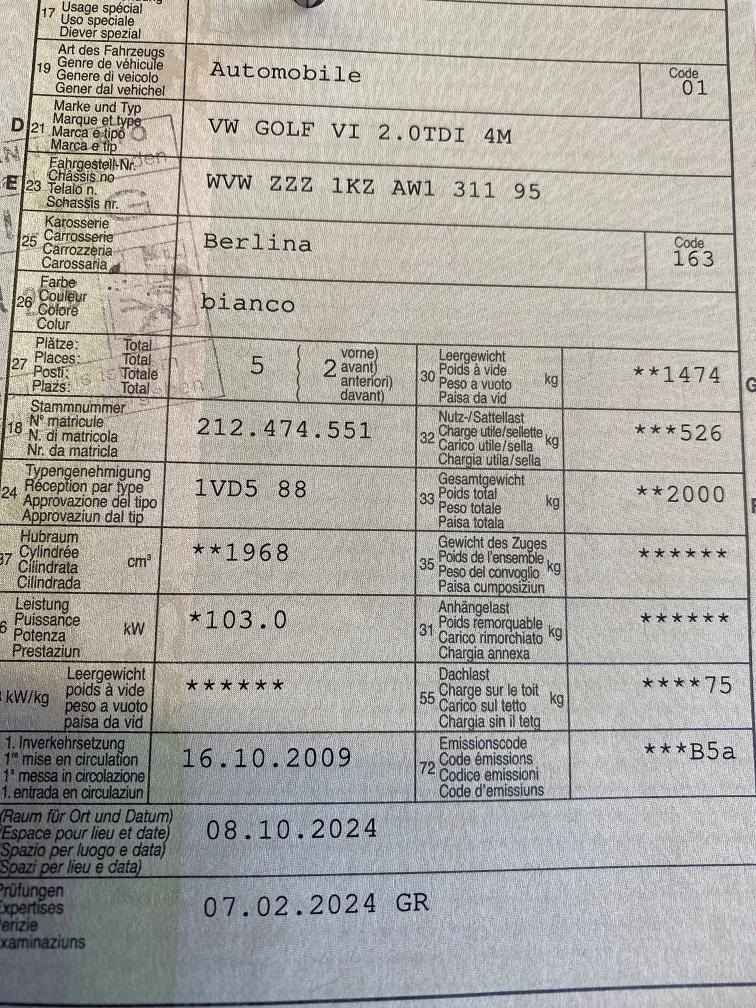 17 Usage spécial
Uso speciale
Diever spezial
19 Art des Fahrzeugs
Genre de véhicule
Genere di veicolo
Gener dal vehichel
Automobile
Code
01
D 21 Marke und Typ
Marque et type
Marca e tipo
Marca e tip
VW GOLF VI 2.0TDI 4M
E 23 Fahrgestell-Nr.
Châssis no
Telaio n.
Schassis nr.
WVW ZZZ 1KZ AW1 311 95
25 Karosserie
Carrosserie
Carrozzeria
Carossaria
Berlina
Code
163
26 Farbe
Couleur
Colore
Colur
bianco
27 Plätze: Total
Places: Total
Posti: Totale
Plazs: Total
5 ( 2 vorne)
avant)
anteriori)
davant)
30 Leergewicht
Poids à vide
Peso a vuoto
Paisa da vid
kg
**1474
G
18 Stammnummer
N° matricule
N. di matricola
Nr. da matricla
212.474.551
32 Nutz-/Sattellast
Charge utile/sellette
Carico utile/sella
Chargia utila/sella
kg
***526
24 Typengenehmigung
Réception par type
Approvazione del tipo
Approvaziun dal tip
1VD5 88
33 Gesamtgewicht
Poids total
Peso totale
Paisa totala
kg
**2000
F
37 Hubraum
Cylindrée
Cilindrata
Cilindrada
cm³
**1968
35 Gewicht des Zuges
Poids de l'ensemble
Peso del convoglio
Paisa cumposiziun
kg
******
6 Leistung
Puissance
Potenza
Prestaziun
kW
*103.0
31 Anhängelast
Poids remorquable
Carico rimorchiato
Chargia annexa
kg
******
kW/kg
Leergewicht
poids à vide
peso a vuoto
paisa da vid
******
55 Dachlast
Charge sur le toit
Carico sul tetto
Chargia sin il tetg
kg
****75
1. Inverkehrsetzung
1re mise en circulation
1a messa in circolazione
1. entrada en circulaziun
16.10.2009
72 Emissionscode
Code émissions
Codice emissioni
Code d'emissiuns
***B5a
(Raum für Ort und Datum)
(Espace pour lieu et date)
(Spazio per luogo e data)
(Spazi per lieu e data)
08.10.2024
Prüfungen
Expertises
erizie
xaminaziuns
07.02.2024 GR